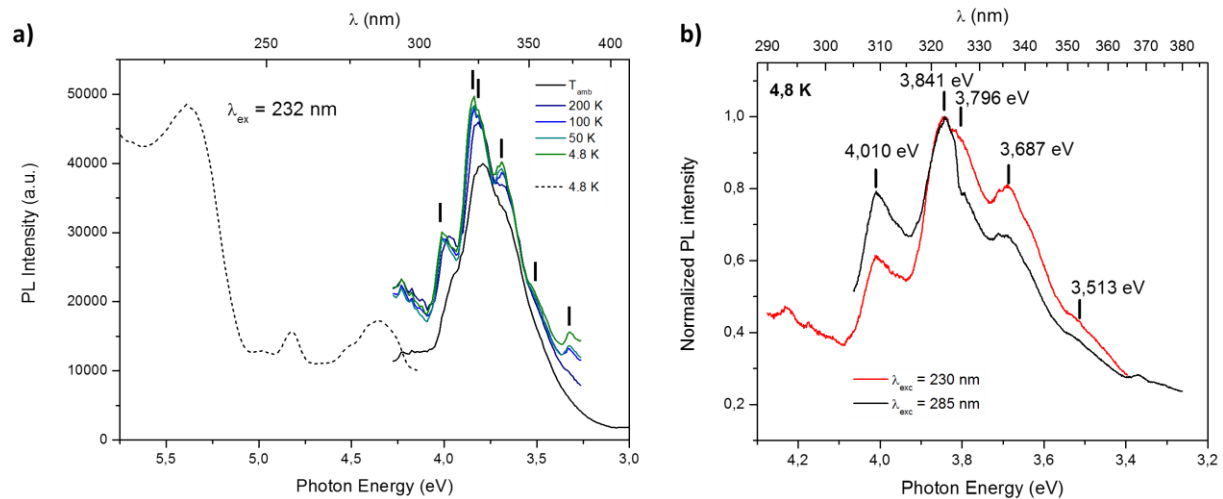 a)
λ (nm)
250 300 350 400
PL Intensity (a.u.)
50000
40000
30000
20000
10000
0
λex = 232 nm
Tamb
200 K
100 K
50 K
4.8 K
4.8 K
5,5 5,0 4,5 4,0 3,5 3,0
Photon Energy (eV)
b)
λ (nm)
290 300 310 320 330 340 350 360 370 380
Normalized PL intensity
1,0
0,8
0,6
0,4
0,2
4,8 K
3,841 eV
3,796 eV
4,010 eV
3,687 eV
3,513 eV
λexc = 230 nm
λexc = 285 nm
4,2 4,0 3,8 3,6 3,4 3,2
Photon Energy (eV)